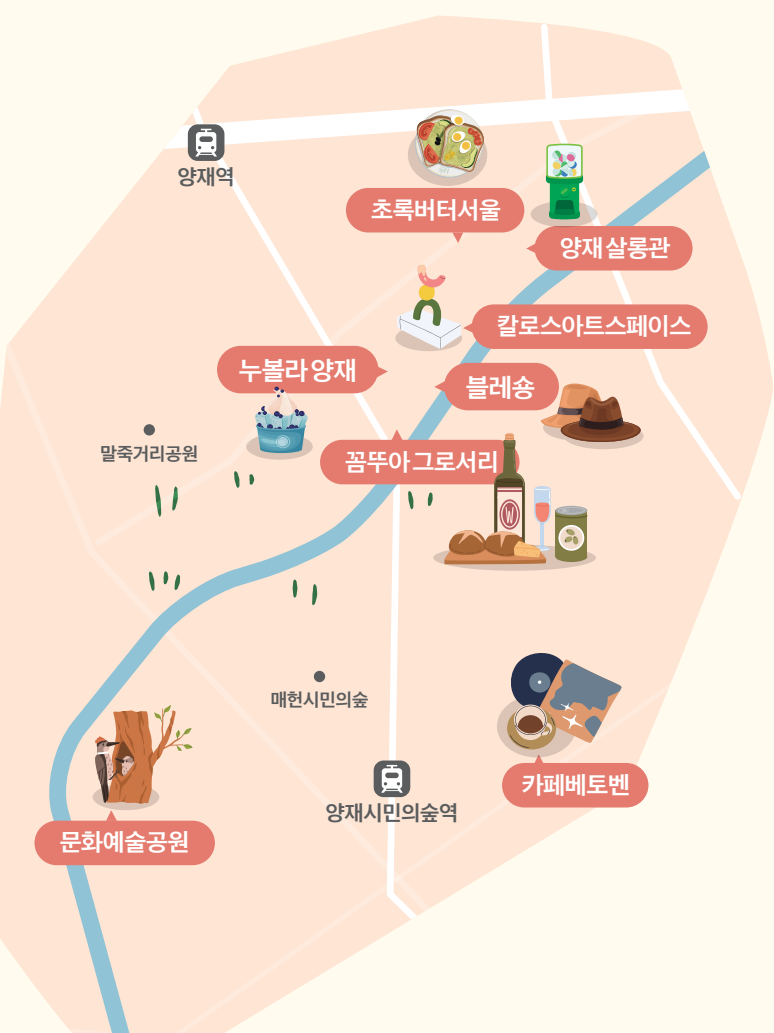 양재역
초록버터서울
양재 살롱관
칼로스아트스페이스
누볼라 양재
블레숑
말죽거리공원
꼼뚜아 그로서리
W
매헌시민의숲
카페베토벤
양재시민의숲역
문화예술공원